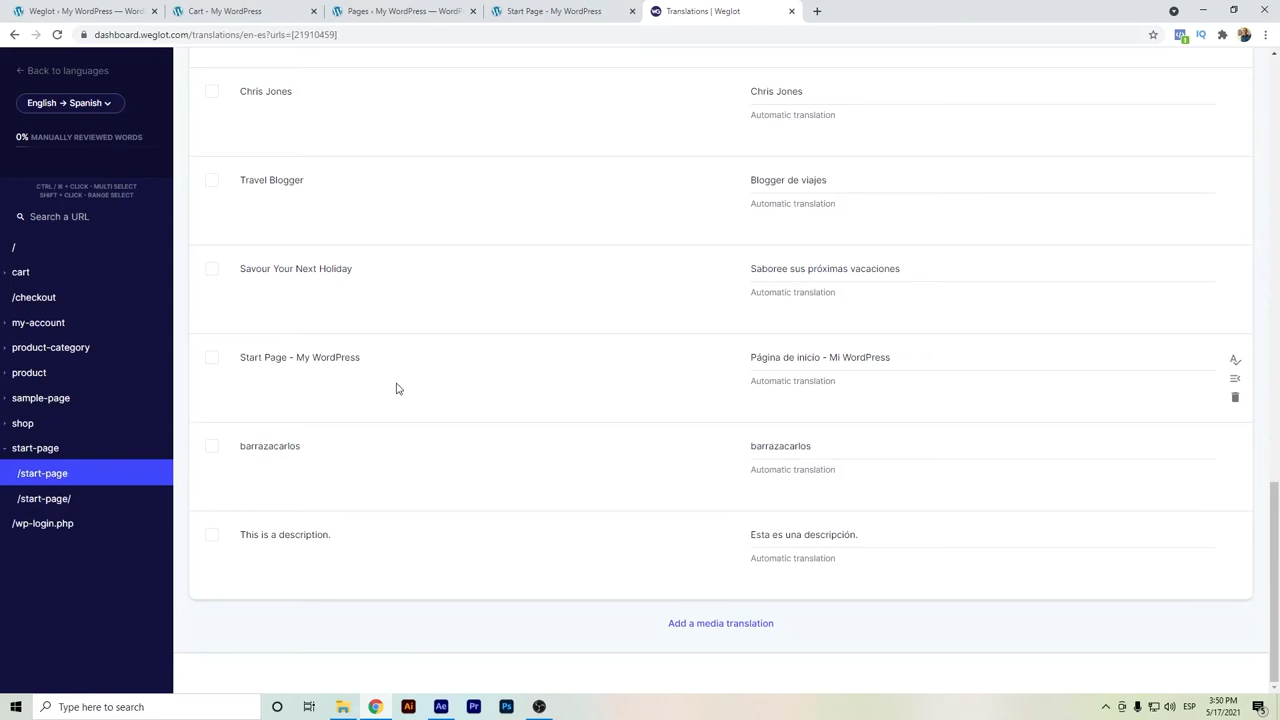 Weglot - My WordPress — Word
Cart - My WordPress
Pages ‹ My WordPress — WordP
Start Page - My WordPress
Translations | Weglot
dashboard.weglot.com/translations/en-es?urls=[21910459]
← Back to languages
English → Spanish
0% MANUALLY REVIEWED WORDS
CTRL / ⌘ + CLICK - MULTI SELECT
SHIFT + CLICK - RANGE SELECT
Search a URL
/
cart
/checkout
my-account
product-category
product
sample-page
shop
start-page
/start-page
/start-page/
/wp-login.php
Chris Jones
Chris Jones
Automatic translation
Travel Blogger
Blogger de viajes
Automatic translation
Savour Your Next Holiday
Saboree sus próximas vacaciones
Automatic translation
Start Page - My WordPress
Página de inicio - Mi WordPress
Automatic translation
barrazacarlos
barrazacarlos
Automatic translation
This is a description.
Esta es una descripción.
Automatic translation
Add a media translation
Type here to search
Ai
Ae
Pr
Ps
ESP
3:50 PM
5/17/2021